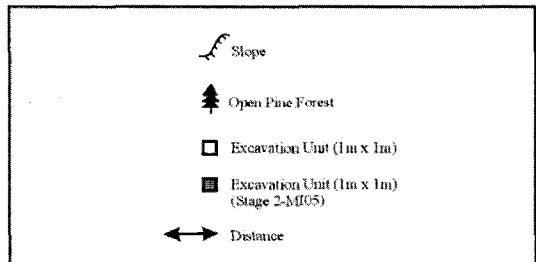 Slope
Open Pine Forest
Excavation Unit (1m x 1m)
Excavation Unit (1m x 1m)
(Stage 2-MI05)
Distance